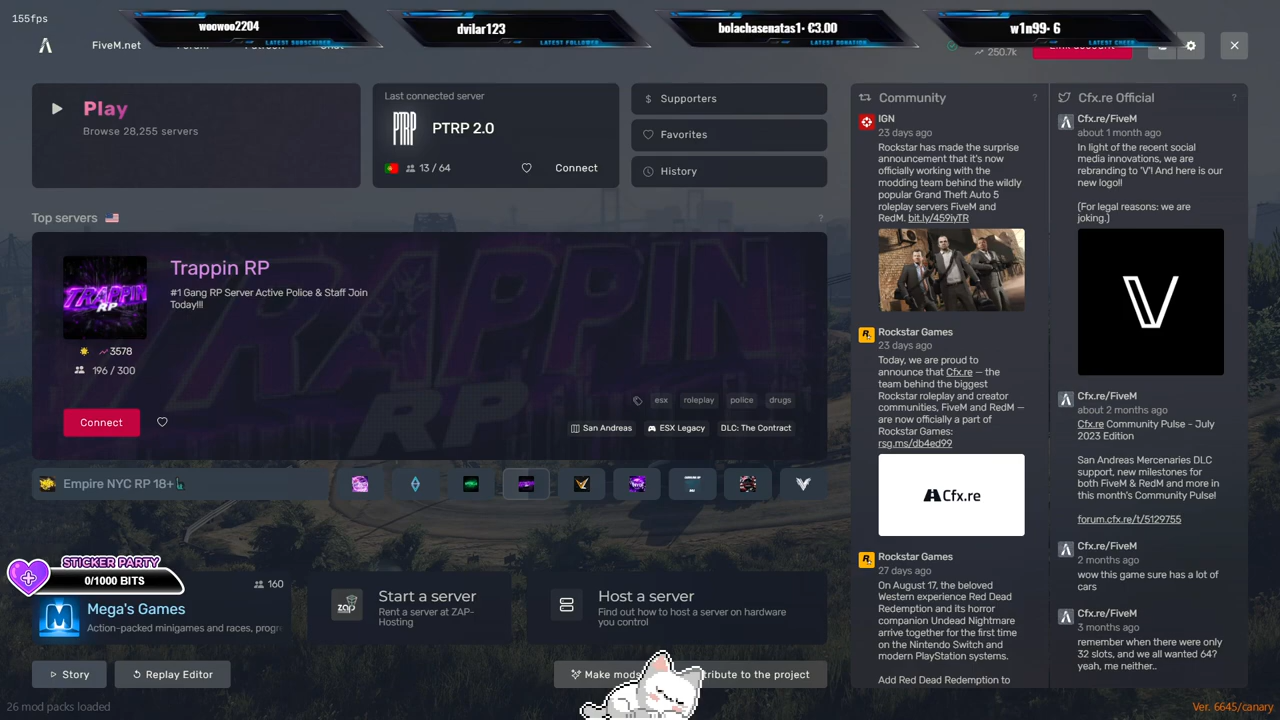 155fps
woowoo2204
LATEST SUBSCRIBER
dvilar123
LATEST FOLLOWER
bolachasenatas1- €3.00
LATEST DONATION
w1n99- 6
LATEST CHEER
FiveM.net
250.7k
Play
Browse 28,255 servers
Last connected server
PTRP
PTRP 2.0
13 / 64
Connect
$ Supporters
Favorites
History
Top servers
?
TRAPPIN
RP
Trappin RP
#1 Gang RP Server Active Police & Staff Join
Today!!!
3578
196 / 300
Connect
esx
roleplay
police
drugs
San Andreas
ESX Legacy
DLC: The Contract
Empire NYC RP 18+
STICKER PARTY
0/1000 BITS
160
Mega's Games
Action-packed minigames and races, progr
zap
Start a server
Rent a server at ZAP-
Hosting
Host a server
Find out how to host a server on hardware
you control
Story
Replay Editor
Make mods
tribute to the project
26 mod packs loaded
Community
?
IGN
23 days ago
Rockstar has made the surprise
announcement that it's now
officially working with the
modding team behind the wildly
popular Grand Theft Auto 5
roleplay servers FiveM and
RedM. bit.ly/459iyTR
Rockstar Games
23 days ago
Today, we are proud to
announce that Cfx.re — the
team behind the biggest
Rockstar roleplay and creator
communities, FiveM and RedM —
are now officially a part of
Rockstar Games:
rsg.ms/db4ed99
Cfx.re
Rockstar Games
27 days ago
On August 17, the beloved
Western experience Red Dead
Redemption and its horror
companion Undead Nightmare
arrive together for the first time
on the Nintendo Switch and
modern PlayStation systems.
Add Red Dead Redemption to
Cfx.re Official
?
Cfx.re/FiveM
about 1 month ago
In light of the recent social
media innovations, we are
rebranding to 'V'! And here is our
new logo!!
(For legal reasons: we are
joking.)
V
Cfx.re/FiveM
about 2 months ago
Cfx.re Community Pulse - July
2023 Edition
San Andreas Mercenaries DLC
support, new milestones for
both FiveM & RedM and more in
this month's Community Pulse!
forum.cfx.re/t/5129755
Cfx.re/FiveM
2 months ago
wow this game sure has a lot of
cars
Cfx.re/FiveM
3 months ago
remember when there were only
32 slots, and we all wanted 64?
yeah, me neither..
Ver. 6645/canary